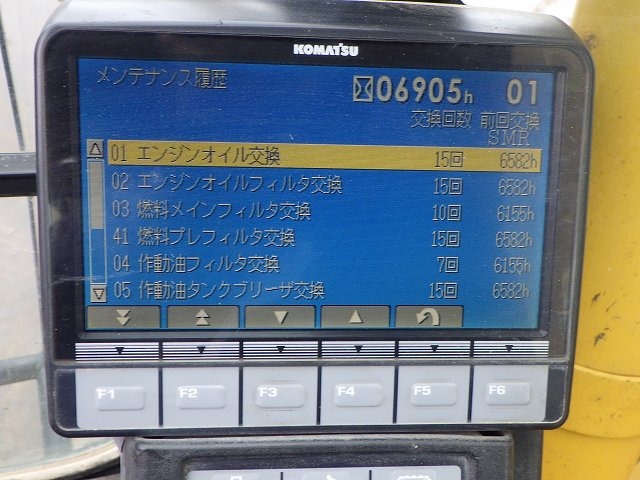 KOMATSU
メンテナンス履歴 06905h 01
交換回数 前回交換
SMR
01 エンジンオイル交換 15回 6582h
02 エンジンオイルフィルタ交換 15回 6582h
03 燃料メインフィルタ交換 10回 6155h
41 燃料プレフィルタ交換 15回 6582h
04 作動油フィルタ交換 7回 6155h
05 作動油タンクブリーザ交換 15回 6582h
F1 F2 F3 F4 F5 F6